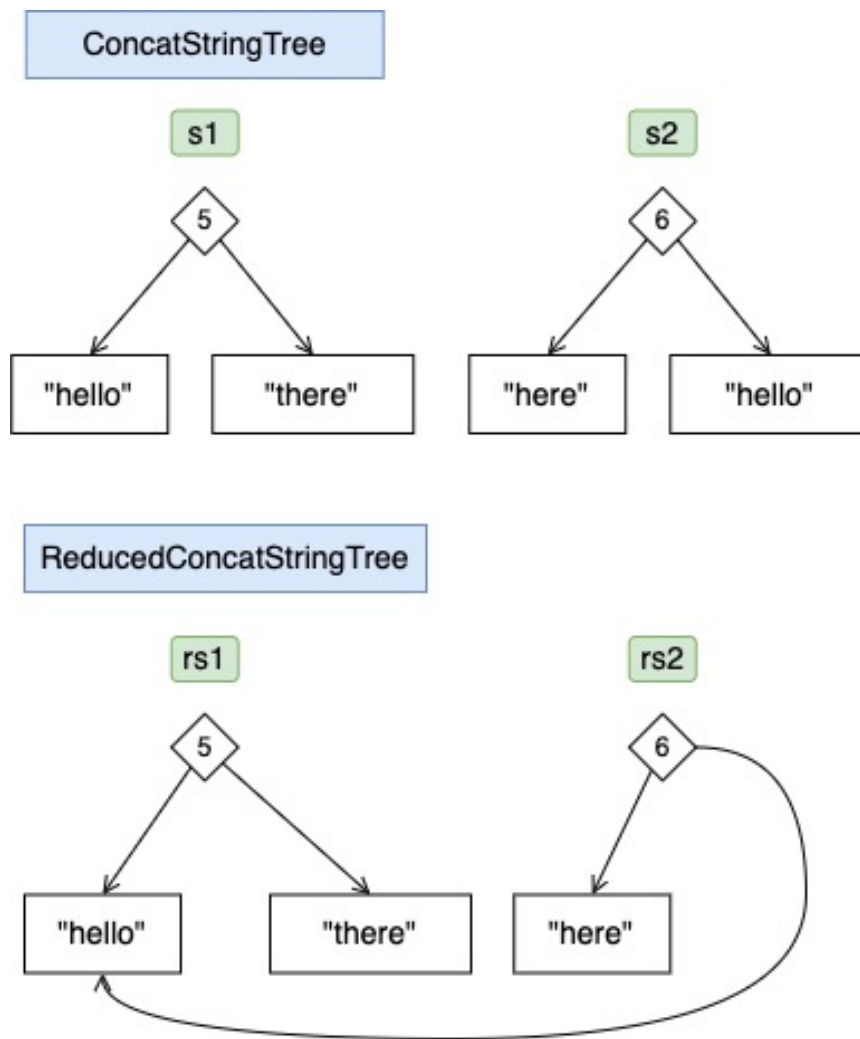 ConcatStringTree
s1 s2
5 6
"hello" "there" "here" "hello"
ReducedConcatStringTree
rs1 rs2
5 6
"hello" "there" "here"